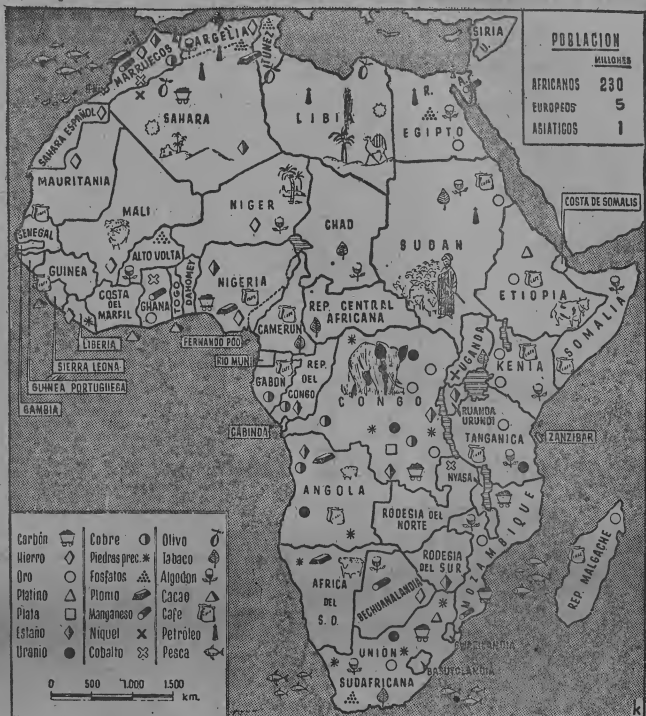 POBLACION
MILLONES
AFRICANOS 230
EUROPEOS 5
ASIATICOS 1
SIRIA
U.
MARRUECOS
ARGELIA
TUNEZ
SAHARA ESPAÑOL
SAHARA
LIBIA
R.
EGIPTO
MAURITANIA
MALI
NIGER
CHAD
SUDAN
COSTA DE SOMALIS
SENEGAL
GUINEA
ALTO VOLTA
COSTA
DEL
MARFIL
GHANA
TOGO
DAHOMEY
NIGERIA
CAMERUN
REP. CENTRAL
AFRICANA
ETIOPIA
SOMALIA
LIBERIA
SIERRA LEONA
GUINEA PORTUGUESA
GAMBIA
FERNANDO POO
RIO MUNI
GABON
REP.
DEL
CONGO
CONGO
UGANDA
KENIA
RUANDA
URUNDI
CABINDA
TANGANICA
ZANZIBAR
ANGOLA
NYASA
RODESIA DEL
NORTE
RODESIA
DEL SUR
MOZAMBIQUE
REP. MALGACHE
AFRICA
DEL
S.O.
BECHUANALANDIA
UNION
SUDAFRICANA
SUAZILANDIA
BASUTOLANDIA
Carbón Cobre Olivo
Hierro Piedras prec. Tabaco
Oro Fosfatos Algodon
Platino Plomo Cacao
Plata Manganeso Cafe
Estaño Niquel Petróleo
Uranio Cobalto Pesca
0 500 1.000 1.500
km.
k